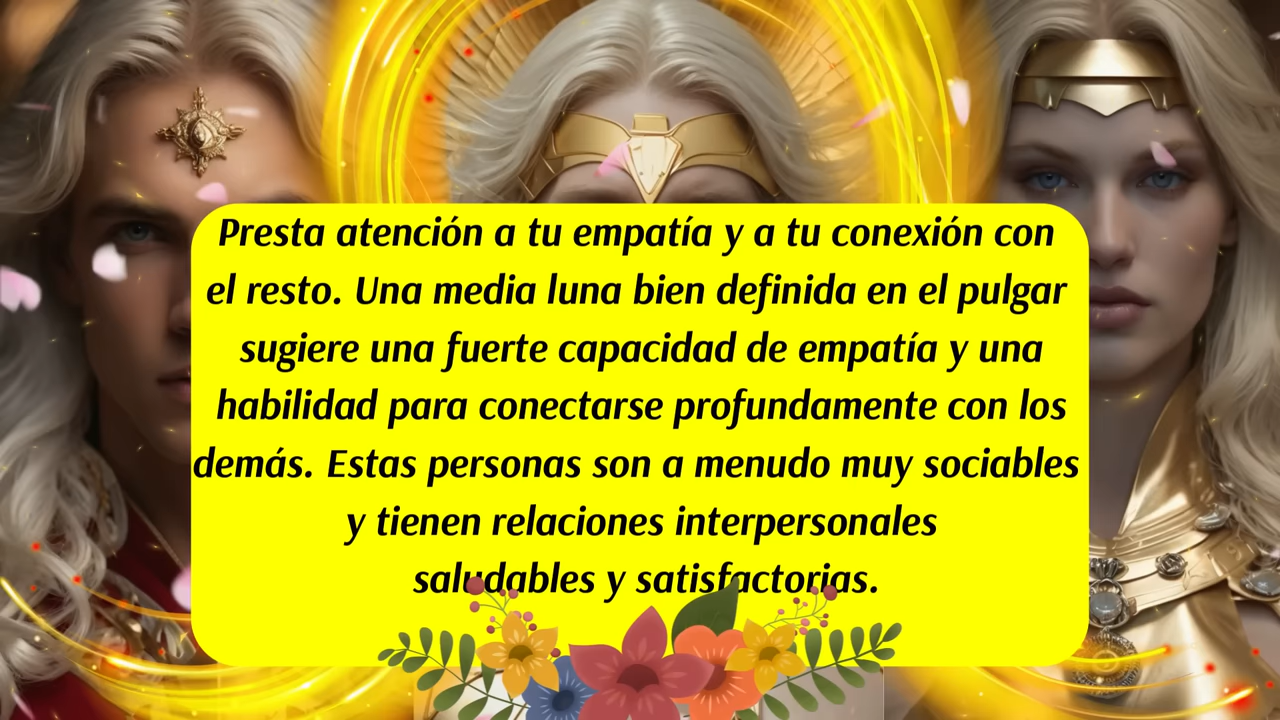 Presta atención a tu empatía y a tu conexión con
el resto. Una media luna bien definida en el pulgar
sugiere una fuerte capacidad de empatía y una
habilidad para conectarse profundamente con los
demás. Estas personas son a menudo muy sociables
y tienen relaciones interpersonales
saludables y satisfactorias.